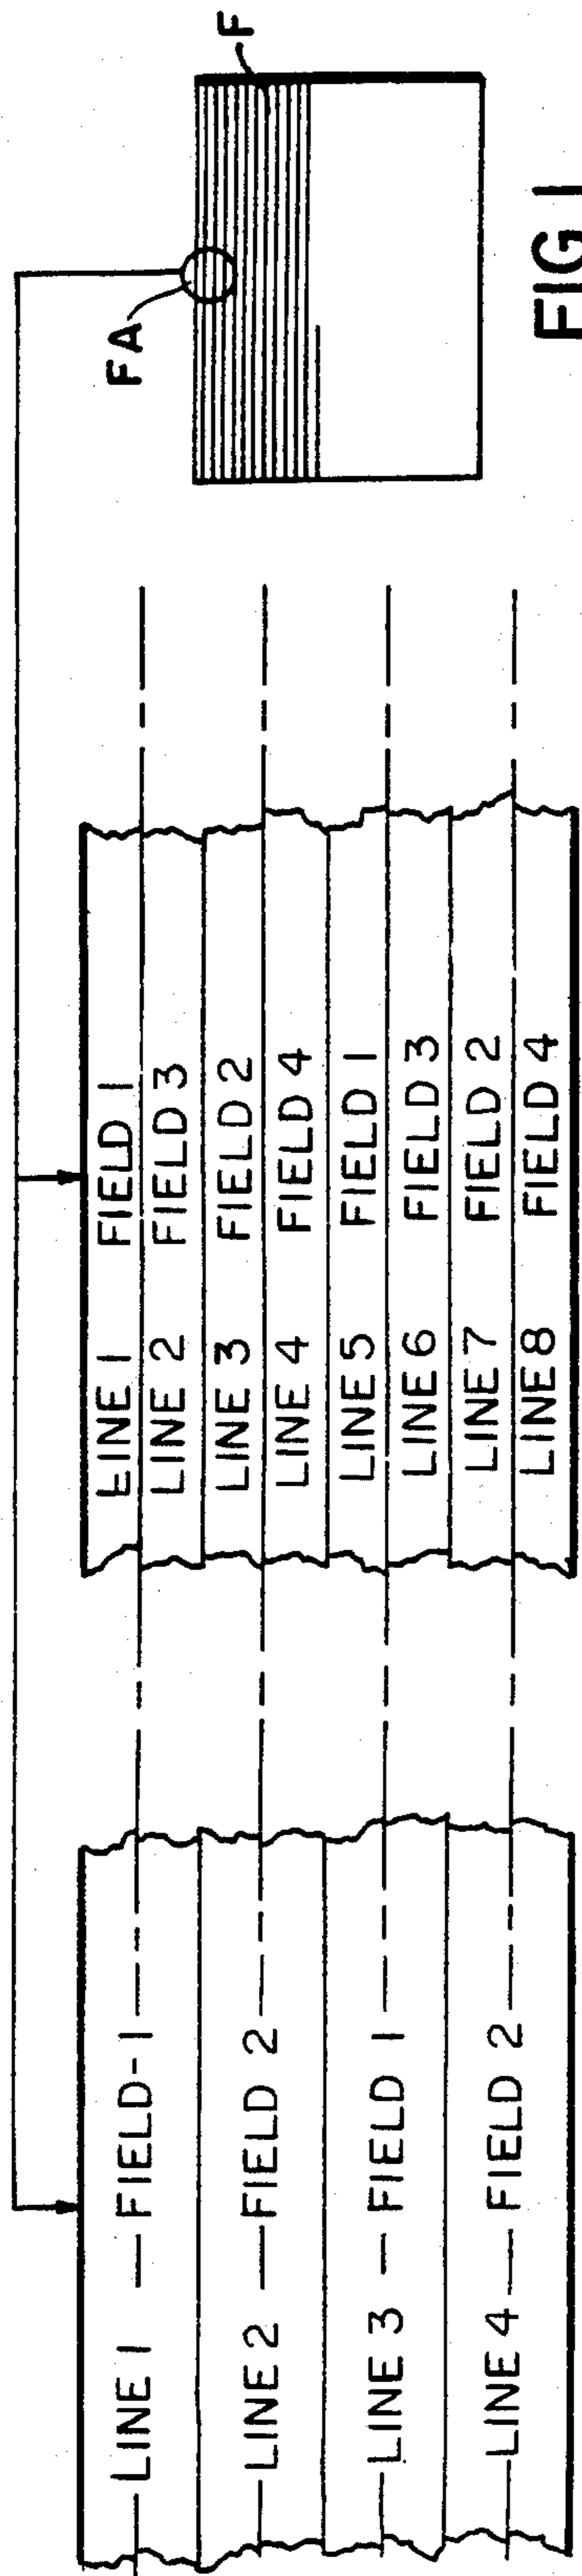 LINE 1 — FIELD-1
LINE 2 — FIELD 2
LINE 3 — FIELD 1
LINE 4 — FIELD 2
LINE 1 FIELD 1
LINE 2 FIELD 3
LINE 3 FIELD 2
LINE 4 FIELD 4
LINE 5 FIELD 1
LINE 6 FIELD 3
LINE 7 FIELD 2
LINE 8 FIELD 4
FA
F
FIG 1